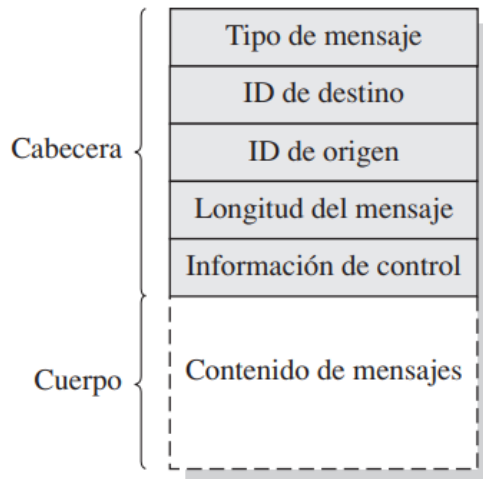 Tipo de mensaje
ID de destino
Cabecera
ID de origen
Longitud del mensaje
Información de control
Cuerpo
Contenido de mensajes